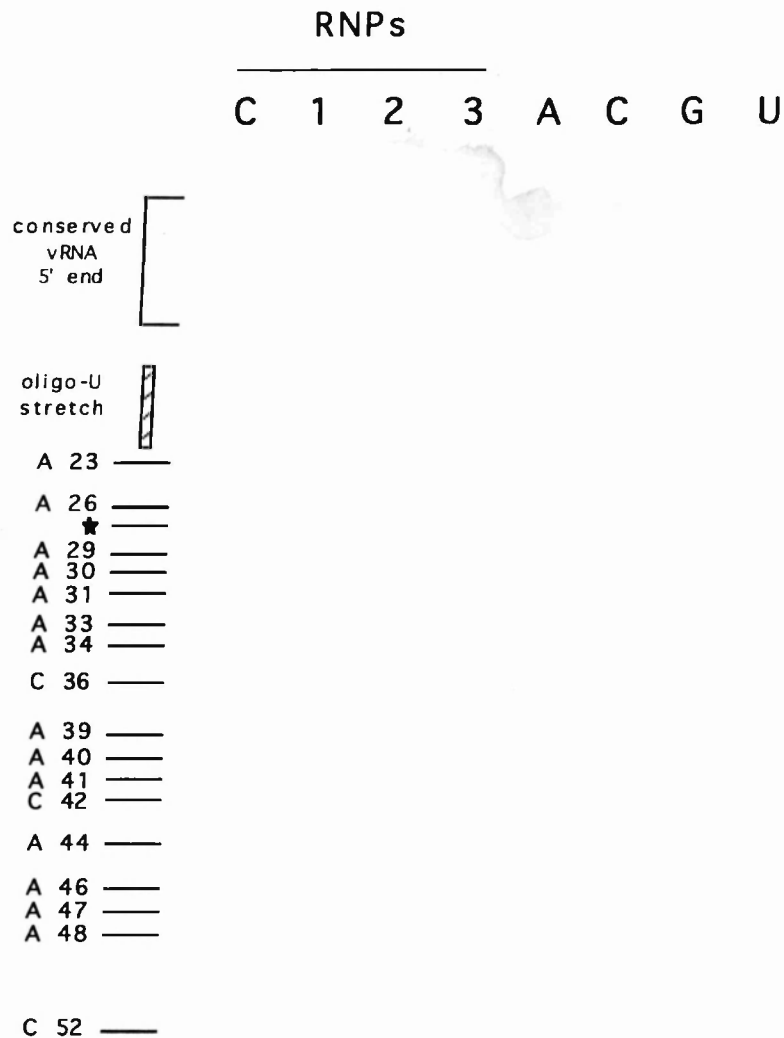 RNPs
C 1 2 3 A C G U
conserved
vRNA
5' end
oligo-U
stretch
A 23
A 26
★
A 29
A 30
A 31
A 33
A 34
C 36
A 39
A 40
A 41
C 42
A 44
A 46
A 47
A 48
C 52